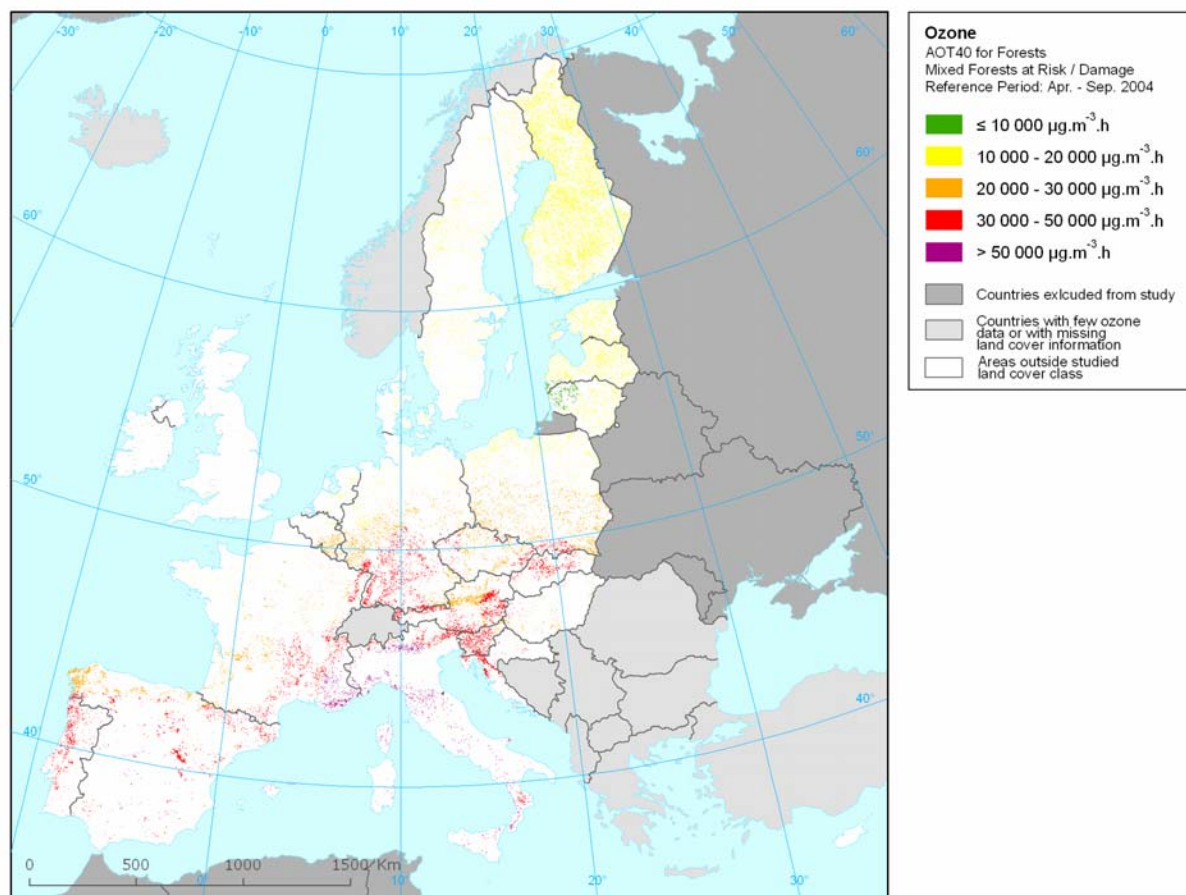 -30°
-20°
-10°
0°
10°
20°
30°
40°
50°
60°
60°
60°
50°
50°
40°
40°
0 500 1000 1500 Km
0°
10°
20°
30°
Ozone
AOT40 for Forests
Mixed Forests at Risk / Damage
Reference Period: Apr. - Sep. 2004
≤ 10 000 µg.m⁻³.h
10 000 - 20 000 µg.m⁻³.h
20 000 - 30 000 µg.m⁻³.h
30 000 - 50 000 µg.m⁻³.h
> 50 000 µg.m⁻³.h
Countries exlcuded from study
Countries with few ozone
data or with missing
land cover information
Areas outside studied
land cover class